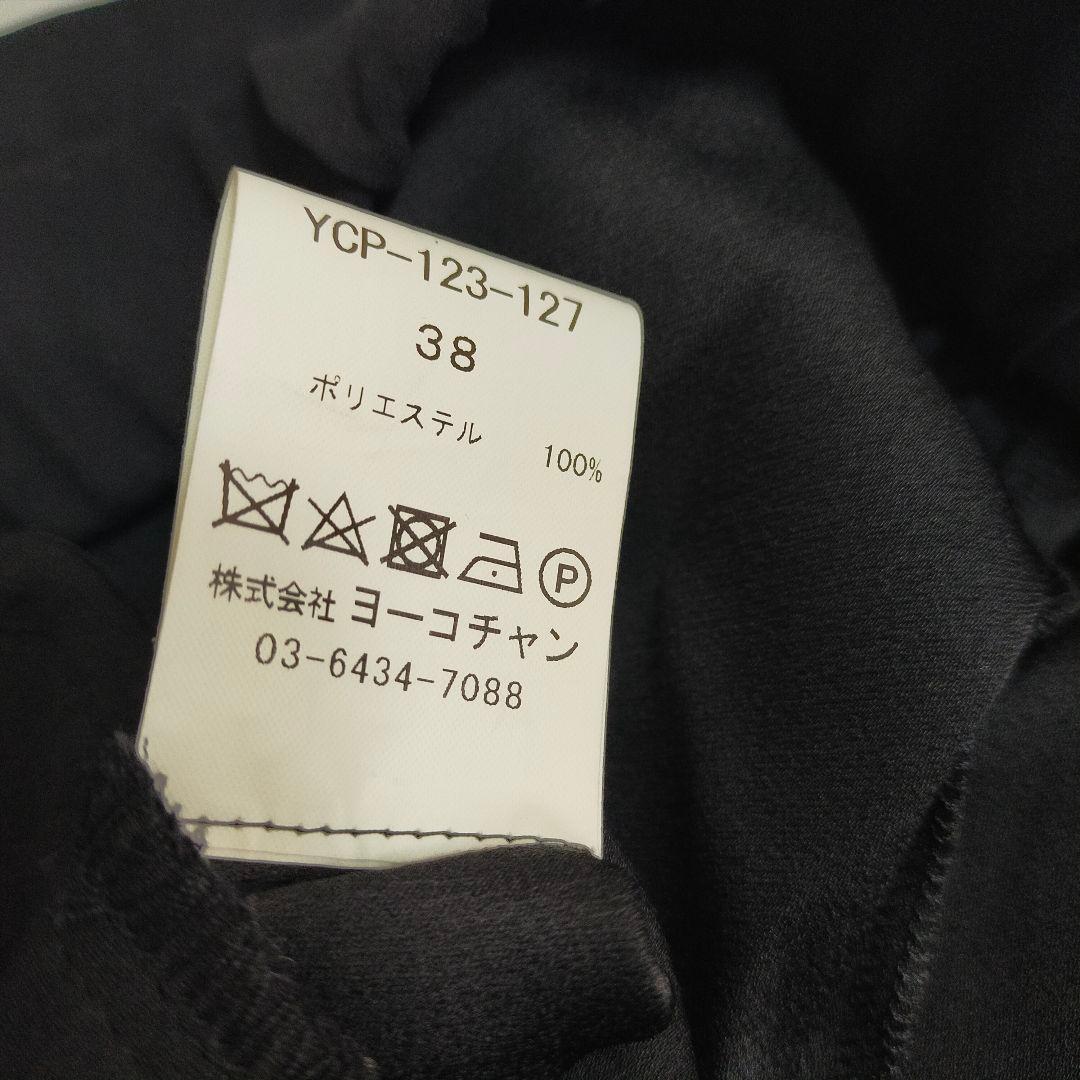 YCP-123-127
38
ポリエステル 100%
P
株式会社 ヨーコチャン
03-6434-7088